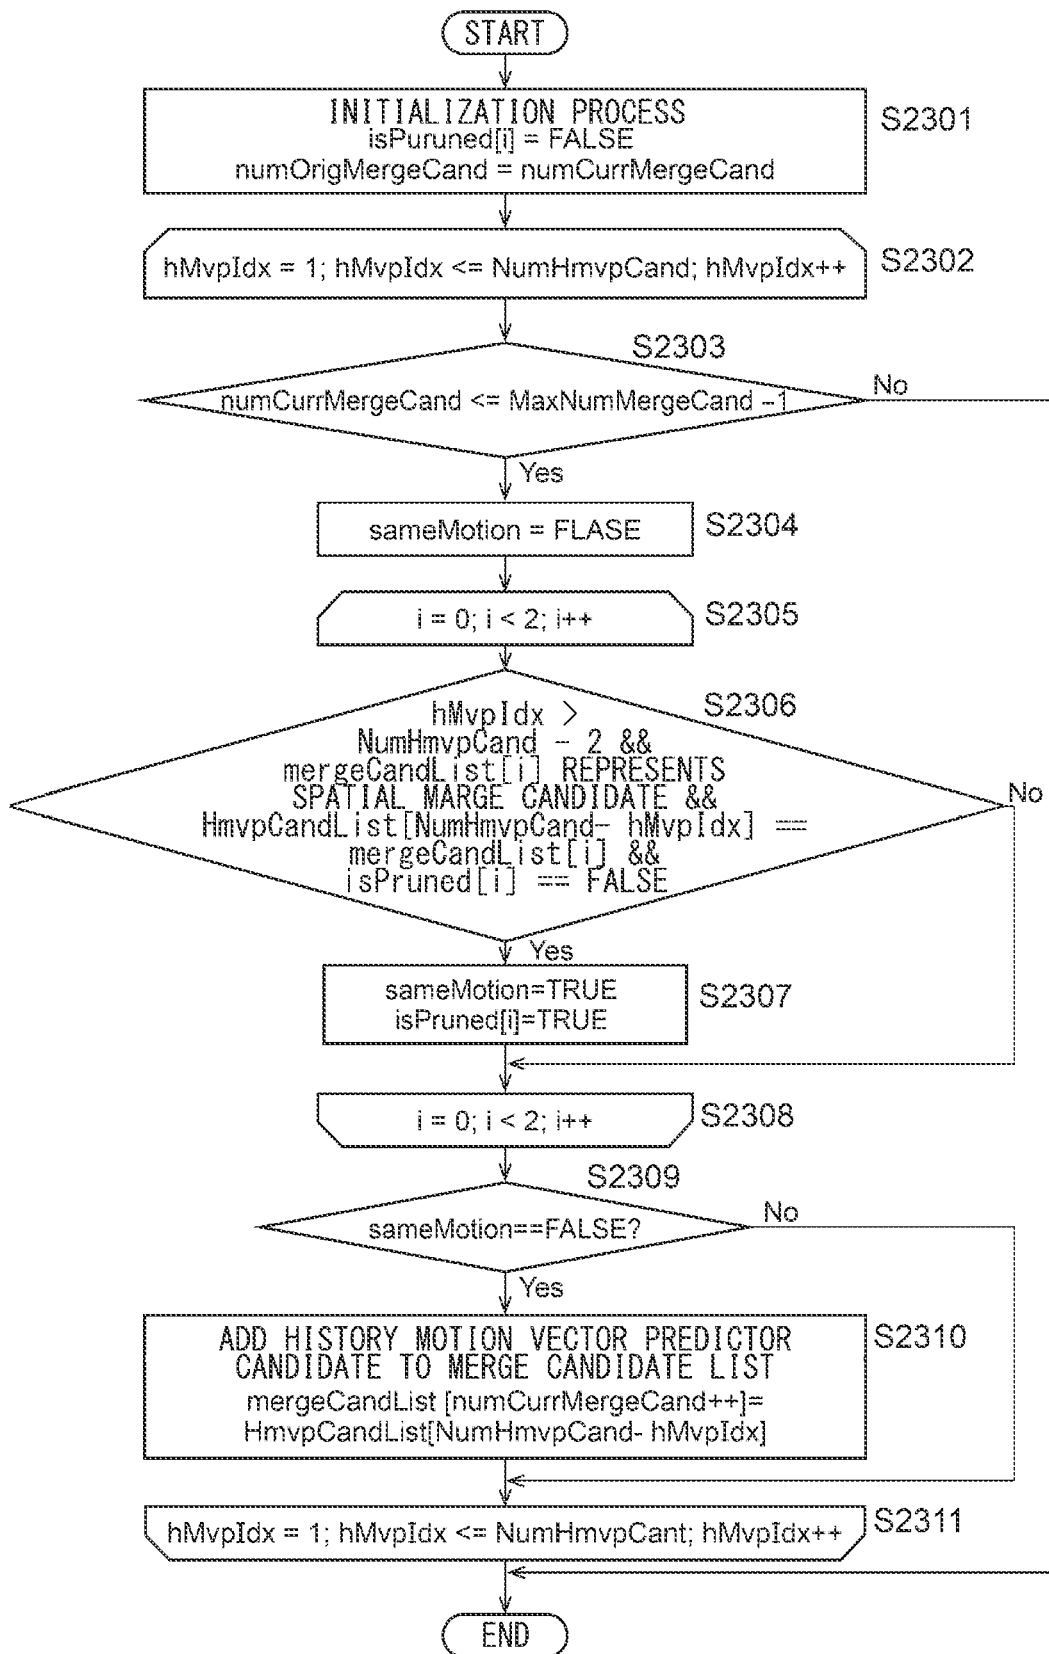 START
INITIALIZATION PROCESS
isPuruned[i] = FALSE
numOrigMergeCand = numCurrMergeCand
S2301
hMvpIdx = 1; hMvpIdx <= NumHmvpCand; hMvpIdx++
S2302
S2303
numCurrMergeCand <= MaxNumMergeCand -1
No
Yes
sameMotion = FLASE
S2304
i = 0; i < 2; i++
S2305
S2306
hMvpIdx >
NumHmvpCand - 2 &&
mergeCandList[i] REPRESENTS
SPATIAL MARGE CANDIDATE &&
HmvpCandList[NumHmvpCand- hMvpIdx] ==
mergeCandList[i] &&
isPruned[i] == FALSE
No
Yes
sameMotion=TRUE
isPruned[i]=TRUE
S2307
i = 0; i < 2; i++
S2308
S2309
sameMotion==FALSE?
No
Yes
ADD HISTORY MOTION VECTOR PREDICTOR
CANDIDATE TO MERGE CANDIDATE LIST
mergeCandList [numCurrMergeCand++]=
HmvpCandList[NumHmvpCand- hMvpIdx]
S2310
hMvpIdx = 1; hMvpIdx <= NumHmvpCant; hMvpIdx++
S2311
END